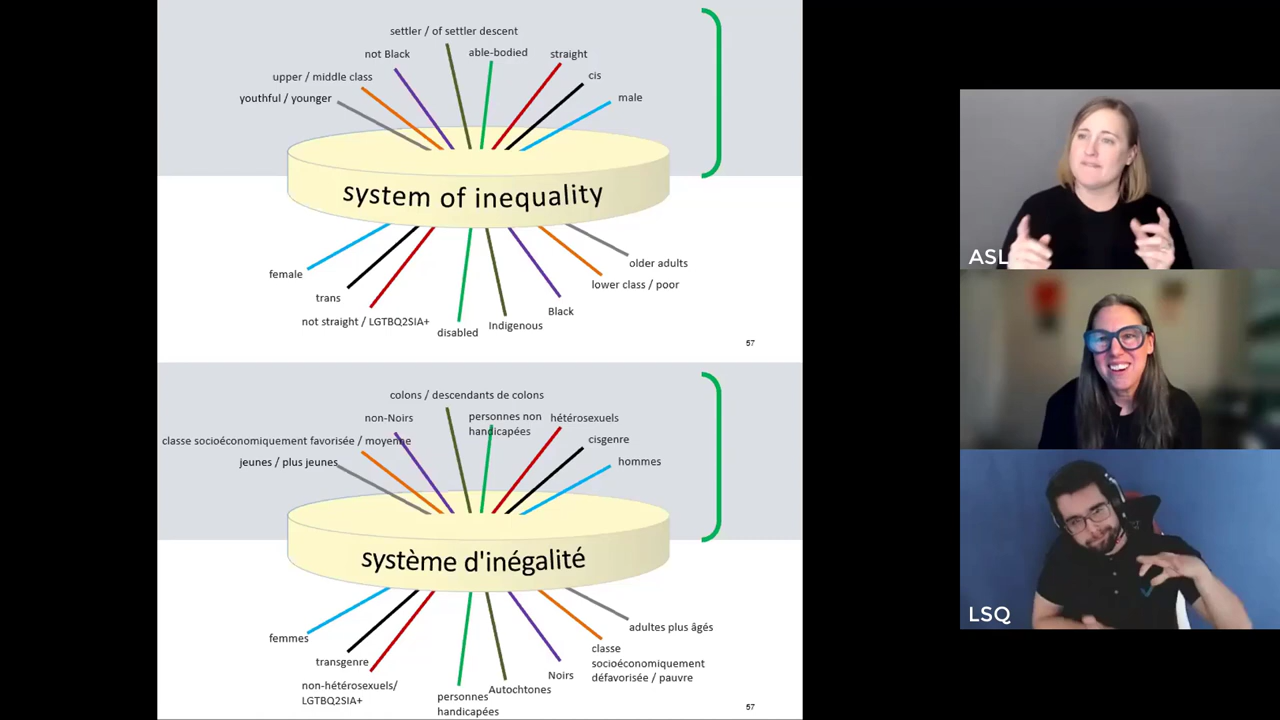 settler / of settler descent
not Black
able-bodied
straight
upper / middle class
cis
youthful / younger
male
system of inequality
female
trans
not straight / LGTBQ2SIA+
disabled
Indigenous
Black
lower class / poor
older adults
57
colons / descendants de colons
non-Noirs
personnes non
handicapées
hétérosexuels
classe socioéconomiquement favorisée / moyenne
cisgenre
jeunes / plus jeunes
hommes
système d'inégalité
femmes
transgenre
non-hétérosexuels/
LGTBQ2SIA+
personnes
handicapées
Autochtones
Noirs
classe
socioéconomiquement
défavorisée / pauvre
adultes plus âgés
57
ASL
LSQ